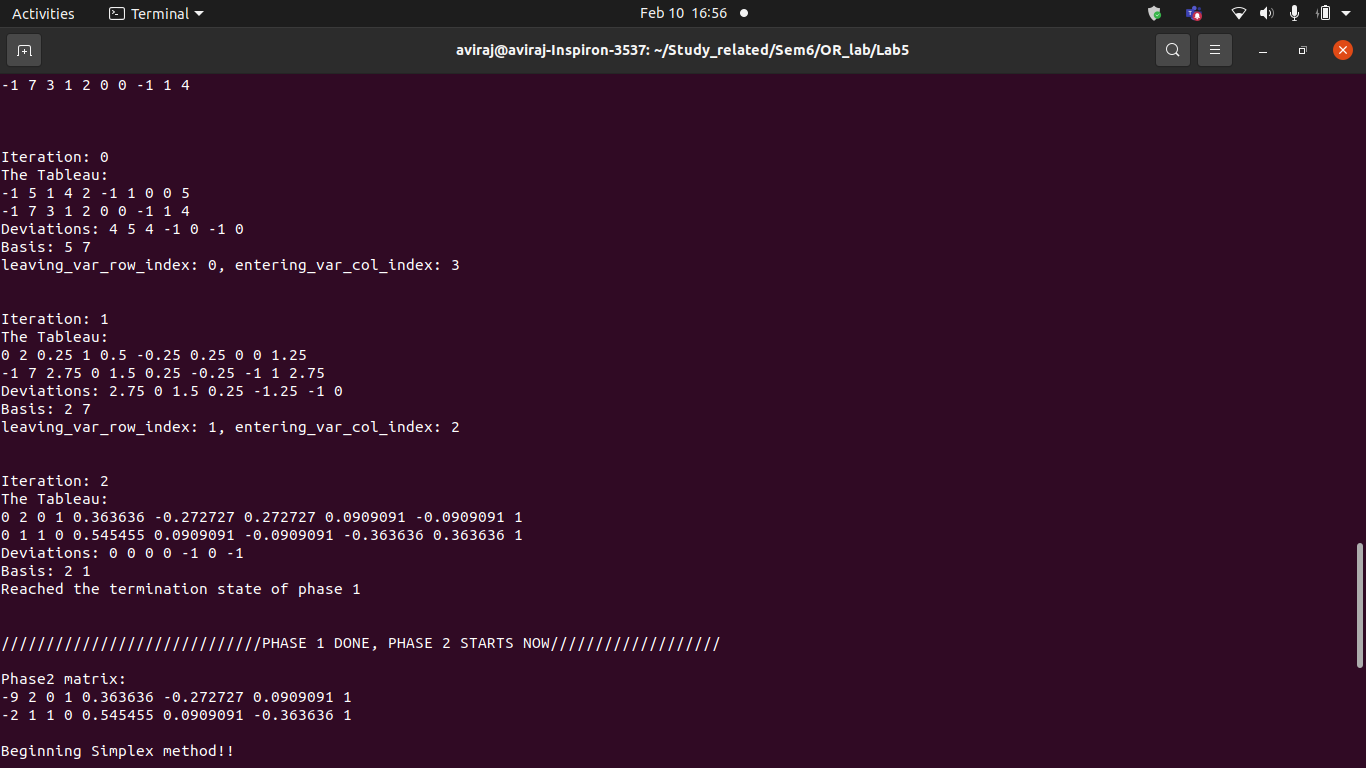 Activities Terminal Feb 10 16:56
aviraj@aviraj-Inspiron-3537: ~/Study_related/Sem6/OR_lab/Lab5
-1 7 3 1 2 0 0 -1 1 4
Iteration: 0
The Tableau:
-1 5 1 4 2 -1 1 0 0 5
-1 7 3 1 2 0 0 -1 1 4
Deviations: 4 5 4 -1 0 -1 0
Basis: 5 7
leaving_var_row_index: 0, entering_var_col_index: 3
Iteration: 1
The Tableau:
0 2 0.25 1 0.5 -0.25 0.25 0 0 1.25
-1 7 2.75 0 1.5 0.25 -0.25 -1 1 2.75
Deviations: 2.75 0 1.5 0.25 -1.25 -1 0
Basis: 2 7
leaving_var_row_index: 1, entering_var_col_index: 2
Iteration: 2
The Tableau:
0 2 0 1 0.363636 -0.272727 0.272727 0.0909091 -0.0909091 1
0 1 1 0 0.545455 0.0909091 -0.0909091 -0.363636 0.363636 1
Deviations: 0 0 0 0 -1 0 -1
Basis: 2 1
Reached the termination state of phase 1
/////////////////////////////PHASE 1 DONE, PHASE 2 STARTS NOW///////////////////
Phase2 matrix:
-9 2 0 1 0.363636 -0.272727 0.0909091 1
-2 1 1 0 0.545455 0.0909091 -0.363636 1
Beginning Simplex method!!